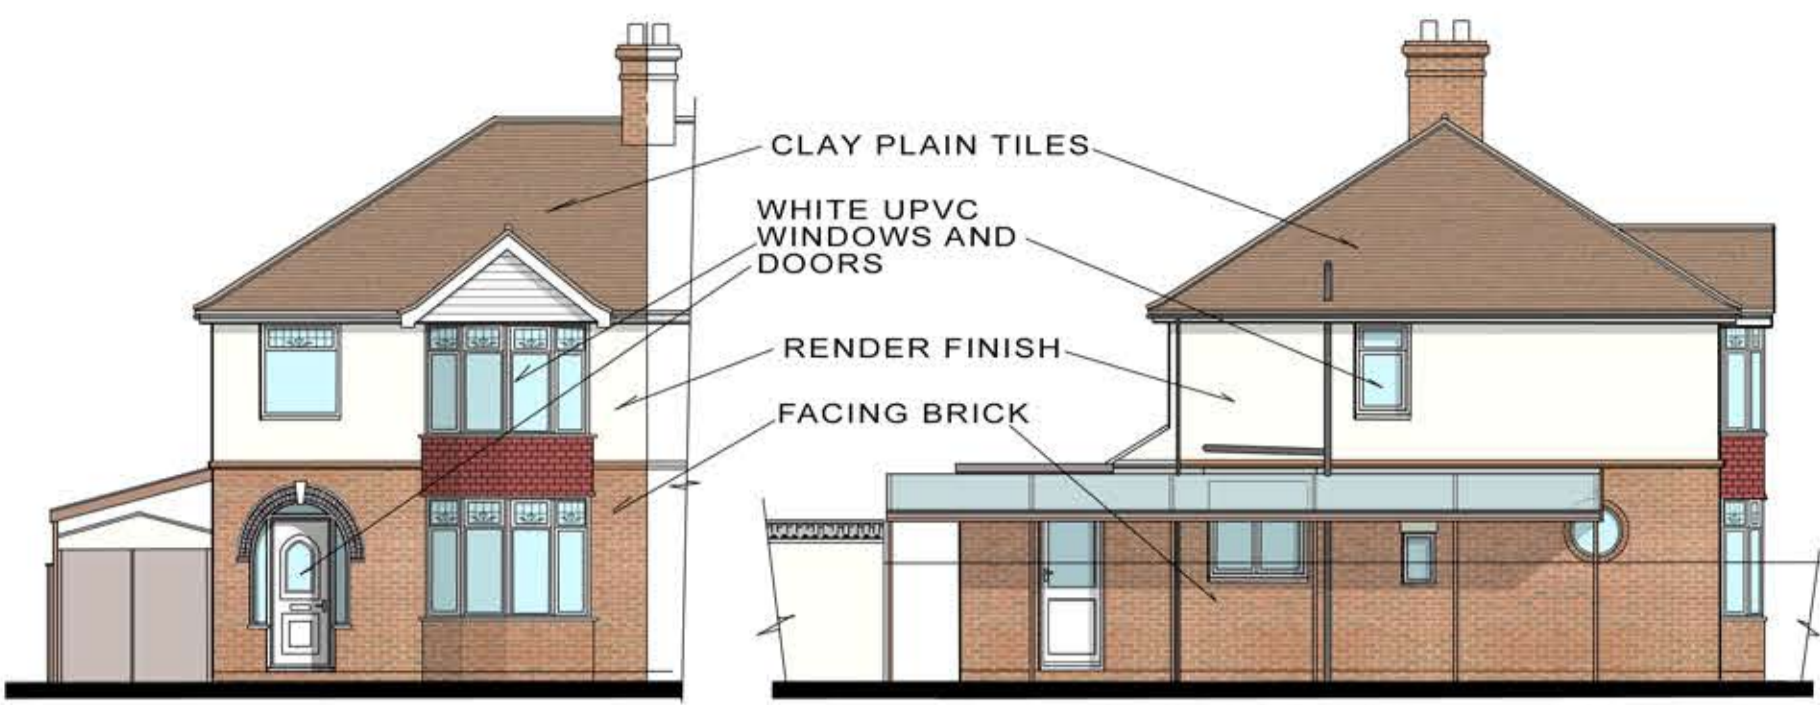 CLAY PLAIN TILES
WHITE UPVC
WINDOWS AND
DOORS
RENDER FINISH
FACING BRICK